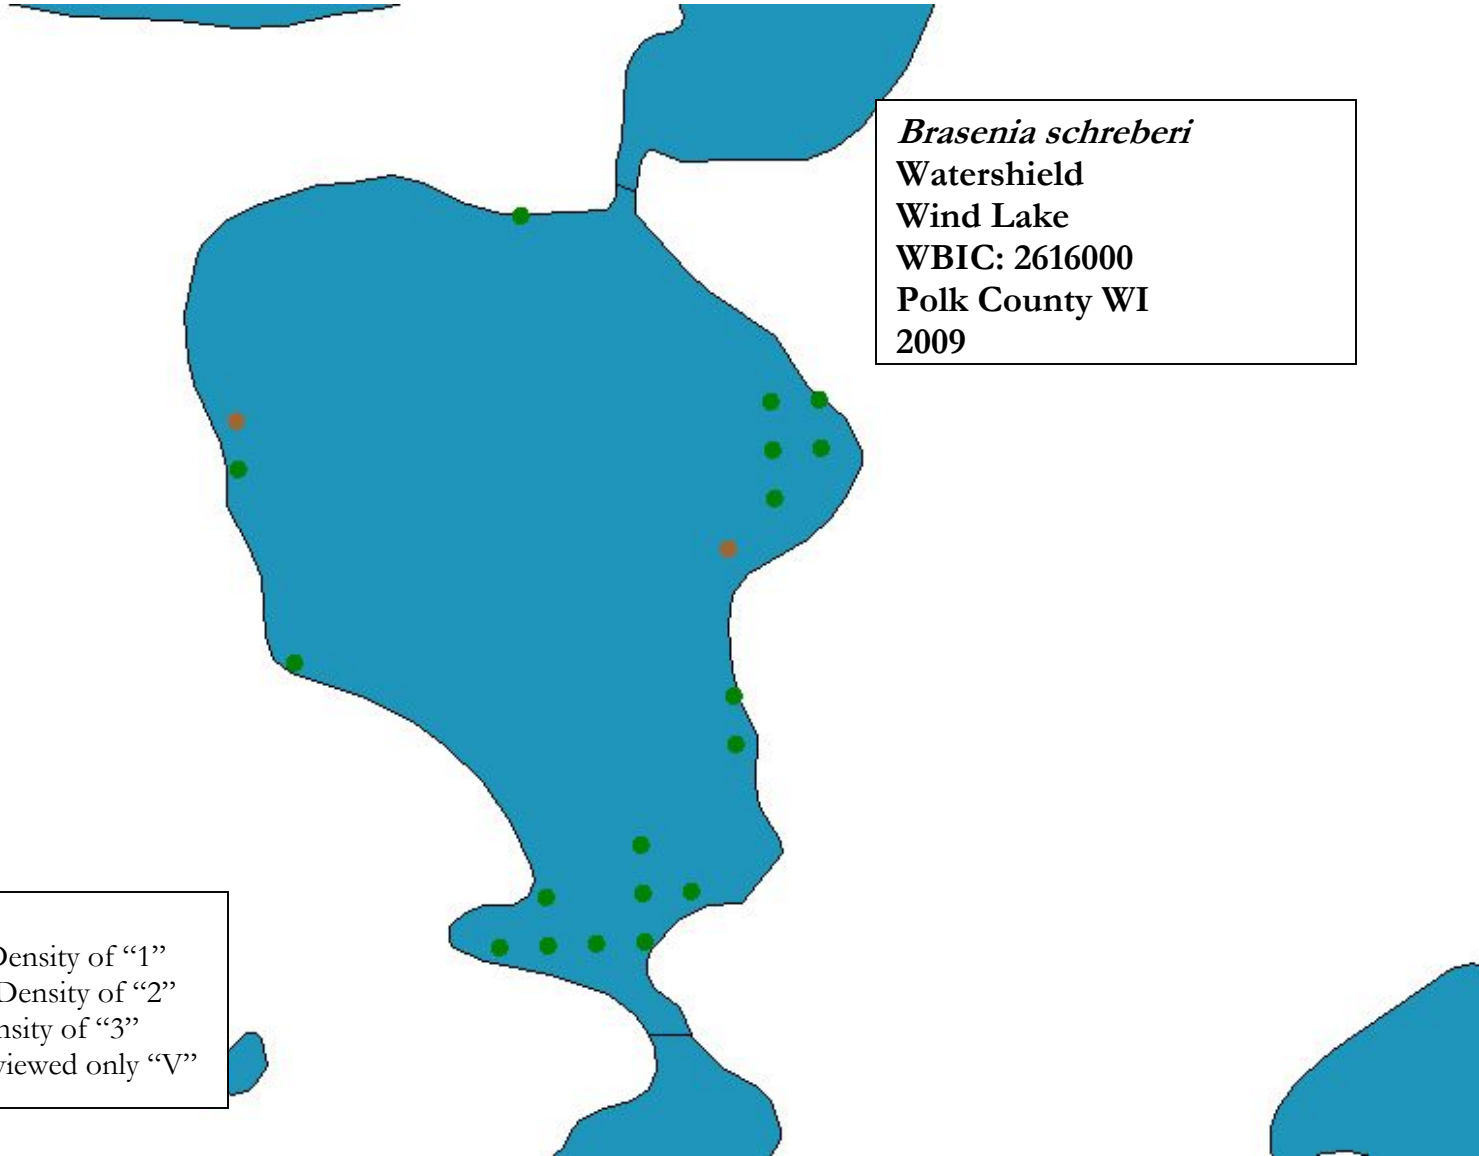 Brasenia schreberi
Watershield
Wind Lake
WBIC: 2616000
Polk County WI
2009
Density of “1”
Density of “2”
of “3”
viewed only “V”